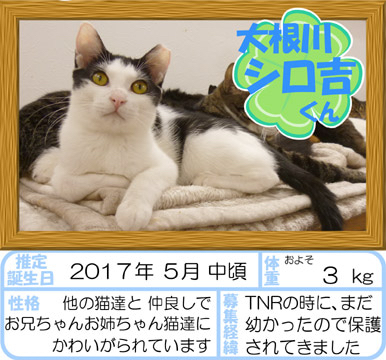 大根川
シロ吉
くん
推定
誕生日
2017年 5月 中頃
体重
およそ
3 kg
性格
他の猫達と 仲良しで
お兄ちゃんお姉ちゃん猫達に
かわいがられています
募集経緯
TNRの時に、まだ
幼かったので保護
されてきました